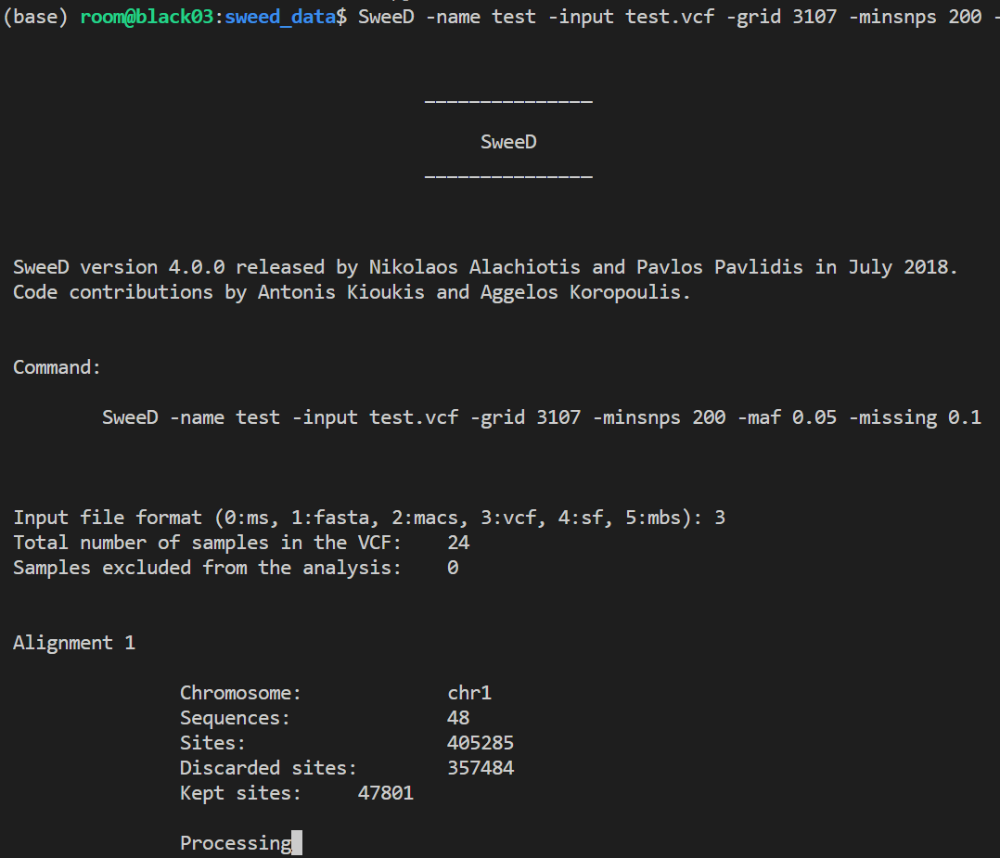 (base) room@black03:sweed_data$ SweeD -name test -input test.vcf -grid 3107 -minsnps 200 -
_______________
SweeD
_______________
SweeD version 4.0.0 released by Nikolaos Alachiotis and Pavlos Pavlidis in July 2018.
Code contributions by Antonis Kioukis and Aggelos Koropoulis.
Command:
SweeD -name test -input test.vcf -grid 3107 -minsnps 200 -maf 0.05 -missing 0.1
Input file format (0:ms, 1:fasta, 2:macs, 3:vcf, 4:sf, 5:mbs): 3
Total number of samples in the VCF: 24
Samples excluded from the analysis: 0
Alignment 1
Chromosome: chr1
Sequences: 48
Sites: 405285
Discarded sites: 357484
Kept sites: 47801
Processing